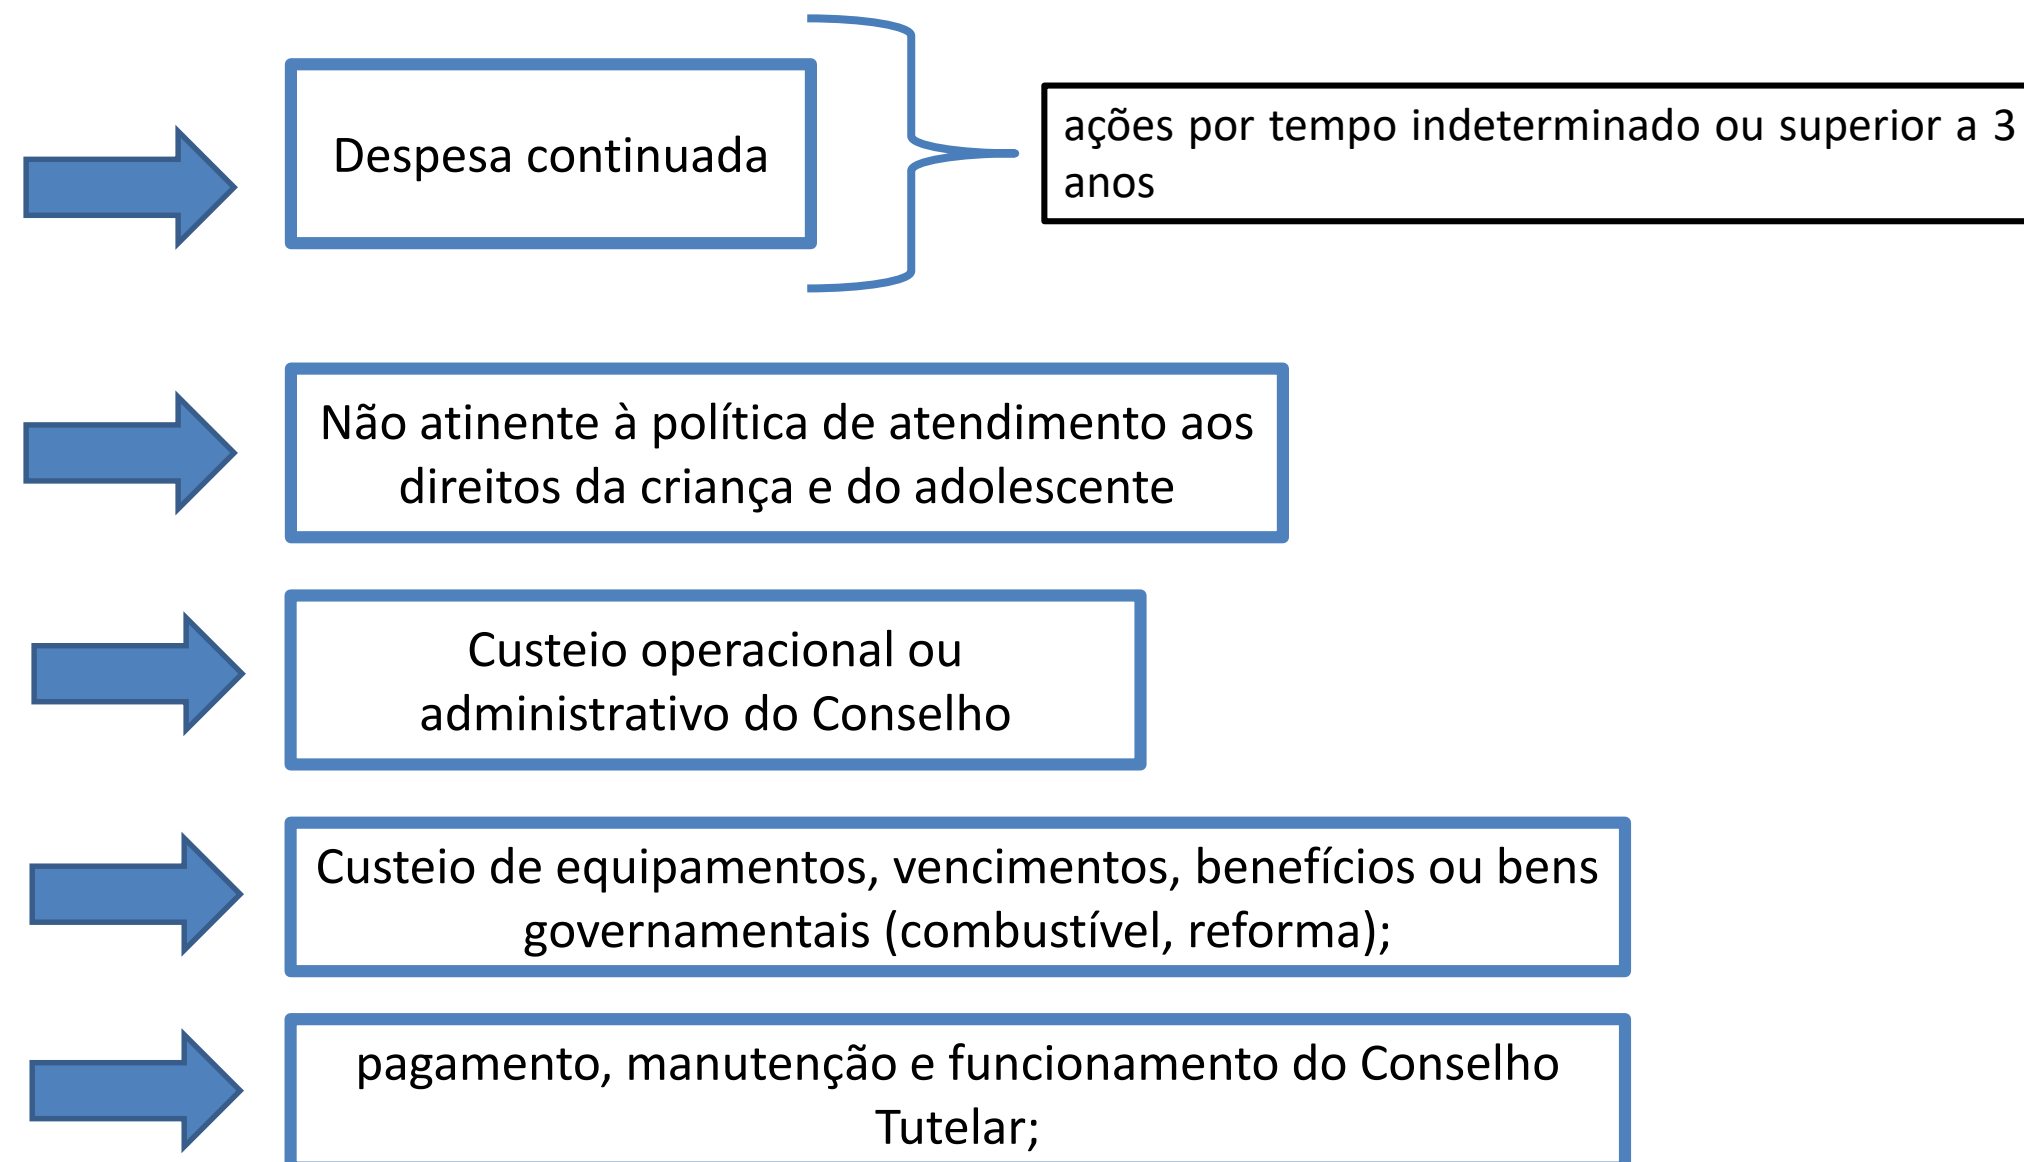 Despesa continuada
ações por tempo indeterminado ou superior a 3
anos
Não atinente à política de atendimento aos
direitos da criança e do adolescente
Custeio operacional ou
administrativo do Conselho
Custeio de equipamentos, vencimentos, benefícios ou bens
governamentais (combustível, reforma);
pagamento, manutenção e funcionamento do Conselho
Tutelar;